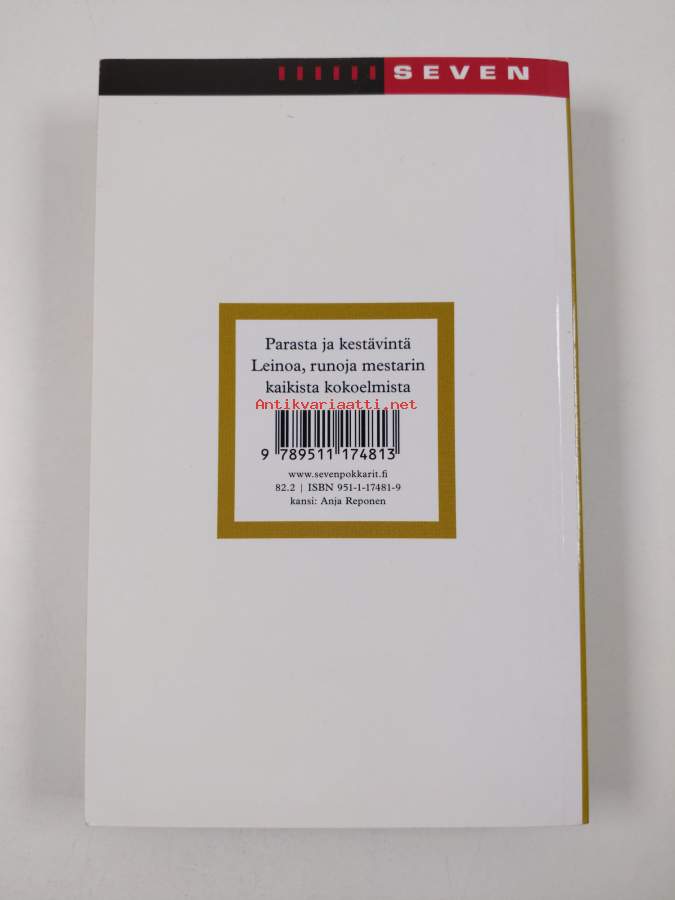 SEVEN
Parasta ja kestävintä
Leinoa, runoja mestarin
kaikista kokoelmista
Antikvariaatti.net
9 789511 174813
www.sevenpokkarit.fi
82.2 | ISBN 951-1-17481-9
kansi: Anja Reponen